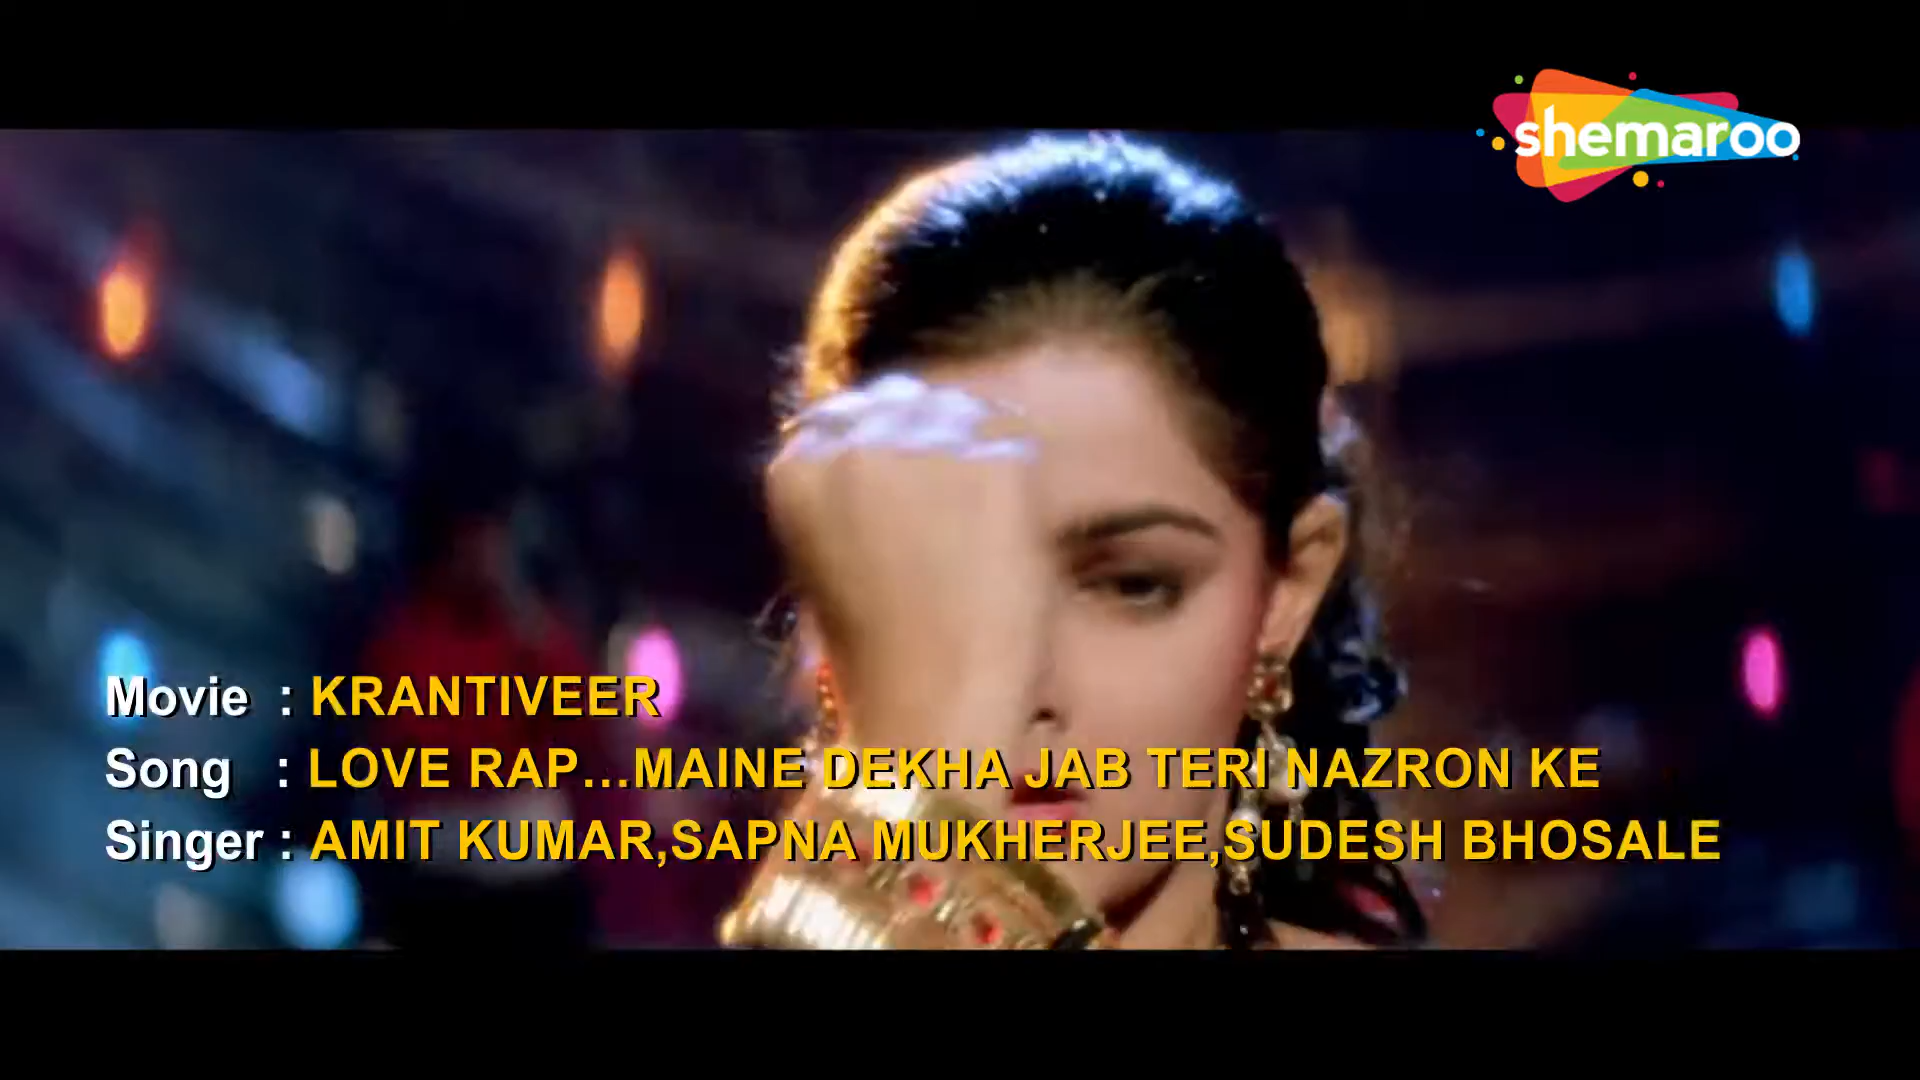 shemaroo
Movie : KRANTIVEER
Song : LOVE RAP...MAINE DEKHA JAB TERI NAZRON KE
Singer : AMIT KUMAR,SAPNA MUKHERJEE,SUDESH BHOSALE